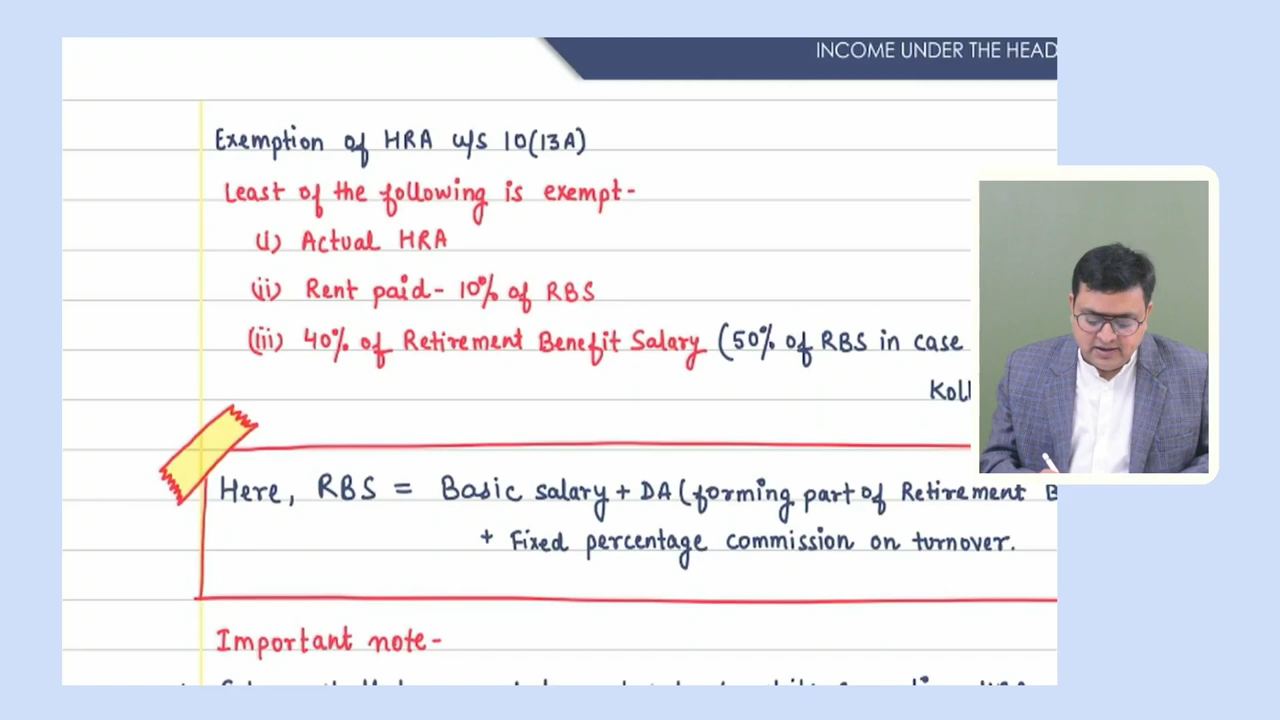 INCOME UNDER THE HEAD
Exemption of HRA u/s 10(13A)
Least of the following is exempt-
(i) Actual HRA
(ii) Rent paid- 10% of RBS
(iii) 40% of Retirement Benefit Salary (50% of RBS in case
Here, RBS = Basic salary + DA (forming part of Retirement
+ Fixed percentage commission on turnover.
Important note-